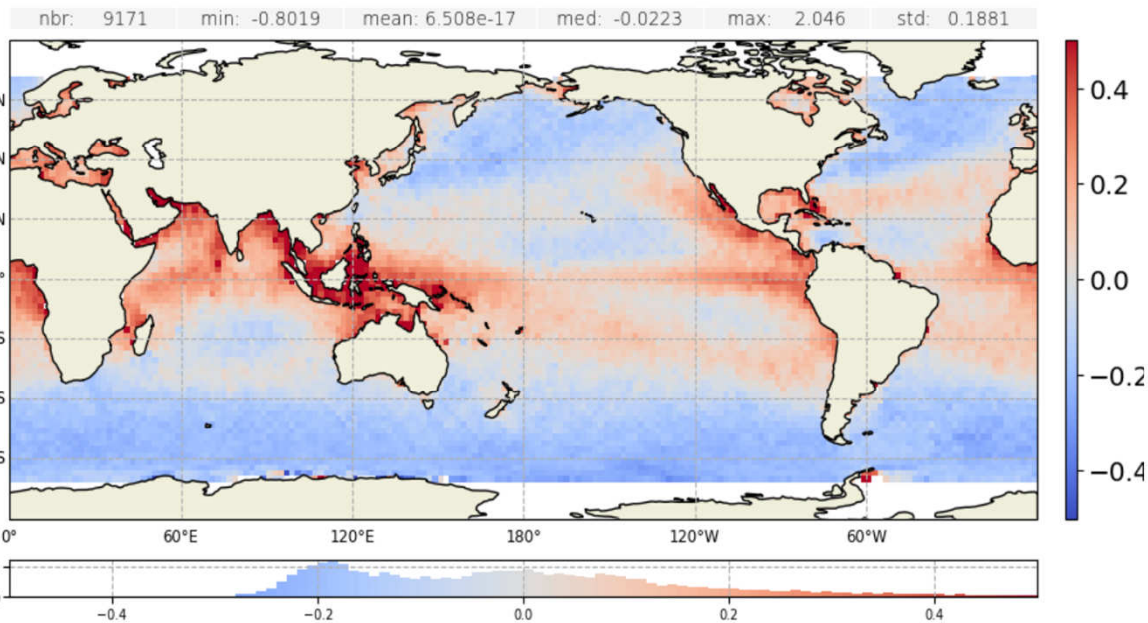 nbr: 9171 min: -0.8019 mean: 6.508e-17 med: -0.0223 max: 2.046 std: 0.1881
0.4
N
N
0.2
N
°
0.0
S
−0.2
S
S
−0.4
0° 60°E 120°E 180° 120°W 60°W
−0.4 −0.2 0.0 0.2 0.4